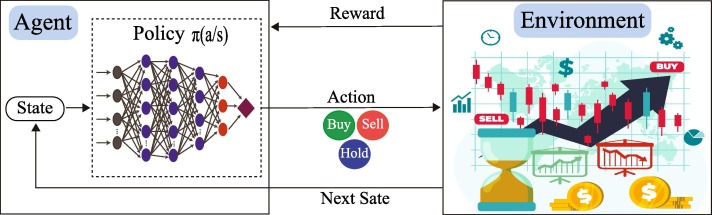 Agent
Policy π(a/s)
State
Reward
Action
Buy
Sell
Hold
Next Sate
Environment
BUY
SELL
$
$
$